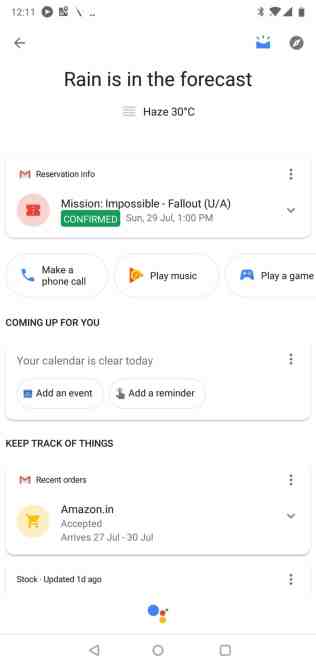 12:11
Rain is in the forecast
Haze 30°C
Reservation info
Mission: Impossible - Fallout (U/A)
CONFIRMED Sun, 29 Jul, 1:00 PM
Make a
phone call
Play music
Play a game
COMING UP FOR YOU
Your calendar is clear today
Add an event
Add a reminder
KEEP TRACK OF THINGS
Recent orders
Amazon.in
Accepted
Arrives 27 Jul - 30 Jul
Stock · Updated 1d ago